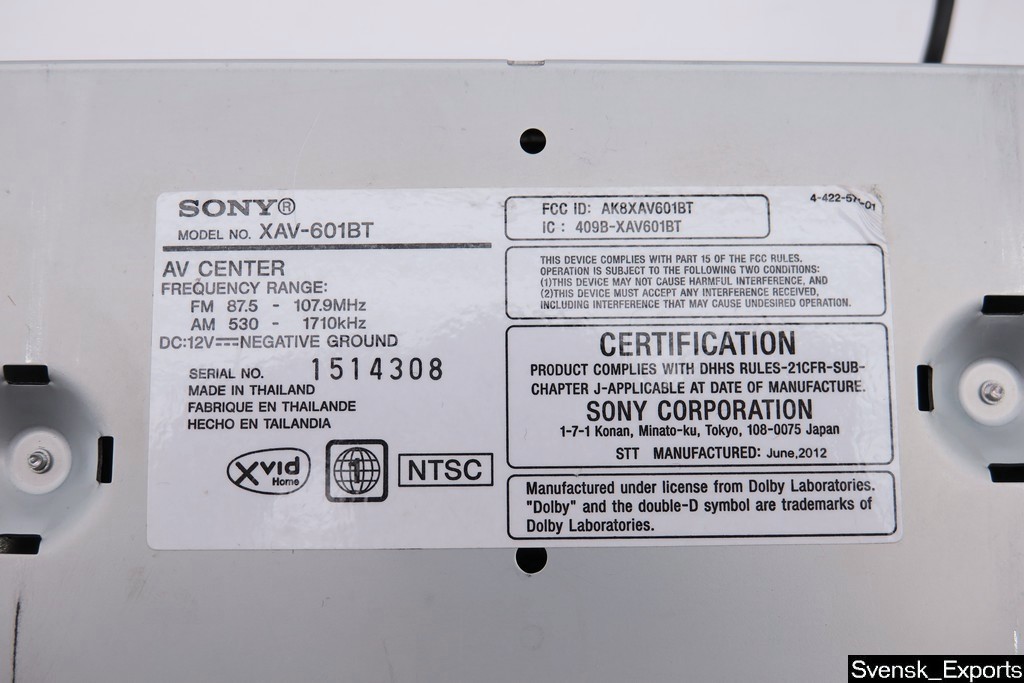 SONY®
MODEL NO. XAV-601BT
AV CENTER
FREQUENCY RANGE:
FM 87.5 - 107.9MHz
AM 530 - 1710kHz
DC:12V⎓NEGATIVE GROUND
SERIAL NO. 1514308
MADE IN THAILAND
FABRIQUE EN THAILANDE
HECHO EN TAILANDIA
XviD
Home
1
NTSC
FCC ID: AK8XAV601BT
IC : 409B-XAV601BT
THIS DEVICE COMPLIES WITH PART 15 OF THE FCC RULES.
OPERATION IS SUBJECT TO THE FOLLOWING TWO CONDITIONS:
(1)THIS DEVICE MAY NOT CAUSE HARMFUL INTERFERENCE, AND
(2)THIS DEVICE MUST ACCEPT ANY INTERFERENCE RECEIVED,
INCLUDING INTERFERENCE THAT MAY CAUSE UNDESIRED OPERATION.
CERTIFICATION
PRODUCT COMPLIES WITH DHHS RULES-21CFR-SUB-
CHAPTER J-APPLICABLE AT DATE OF MANUFACTURE.
SONY CORPORATION
1-7-1 Konan, Minato-ku, Tokyo, 108-0075 Japan
STT MANUFACTURED: June,2012
Manufactured under license from Dolby Laboratories.
"Dolby" and the double-D symbol are trademarks of
Dolby Laboratories.
Svensk_Exports